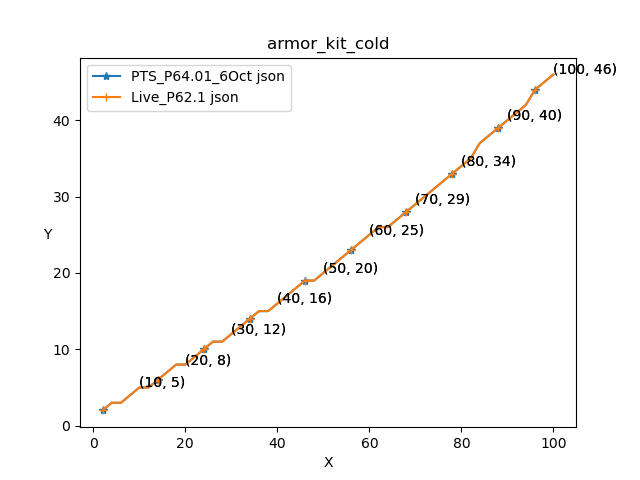 armor_kit_cold
PTS_P64.01_6Oct json
Live_P62.1 json
(100, 46)
(90, 40)
(80, 34)
(70, 29)
(60, 25)
(50, 20)
(40, 16)
(30, 12)
(20, 8)
(10, 5)
40
30
20
10
0
Y
0 20 40 60 80 100
X